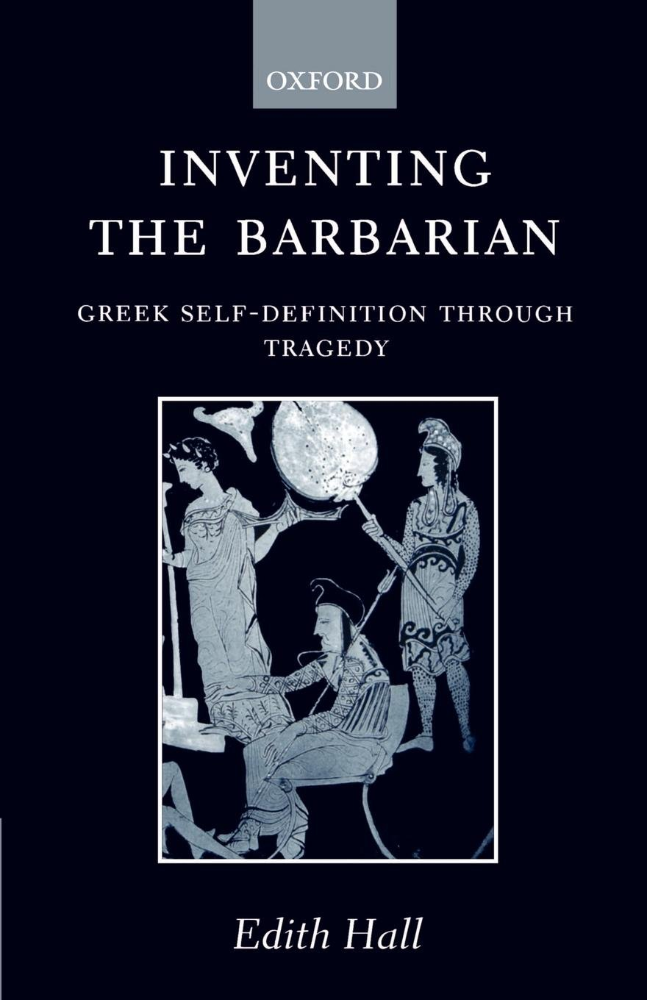 OXFORD
INVENTING
THE BARBARIAN
GREEK SELF-DEFINITION THROUGH
TRAGEDY
Edith Hall